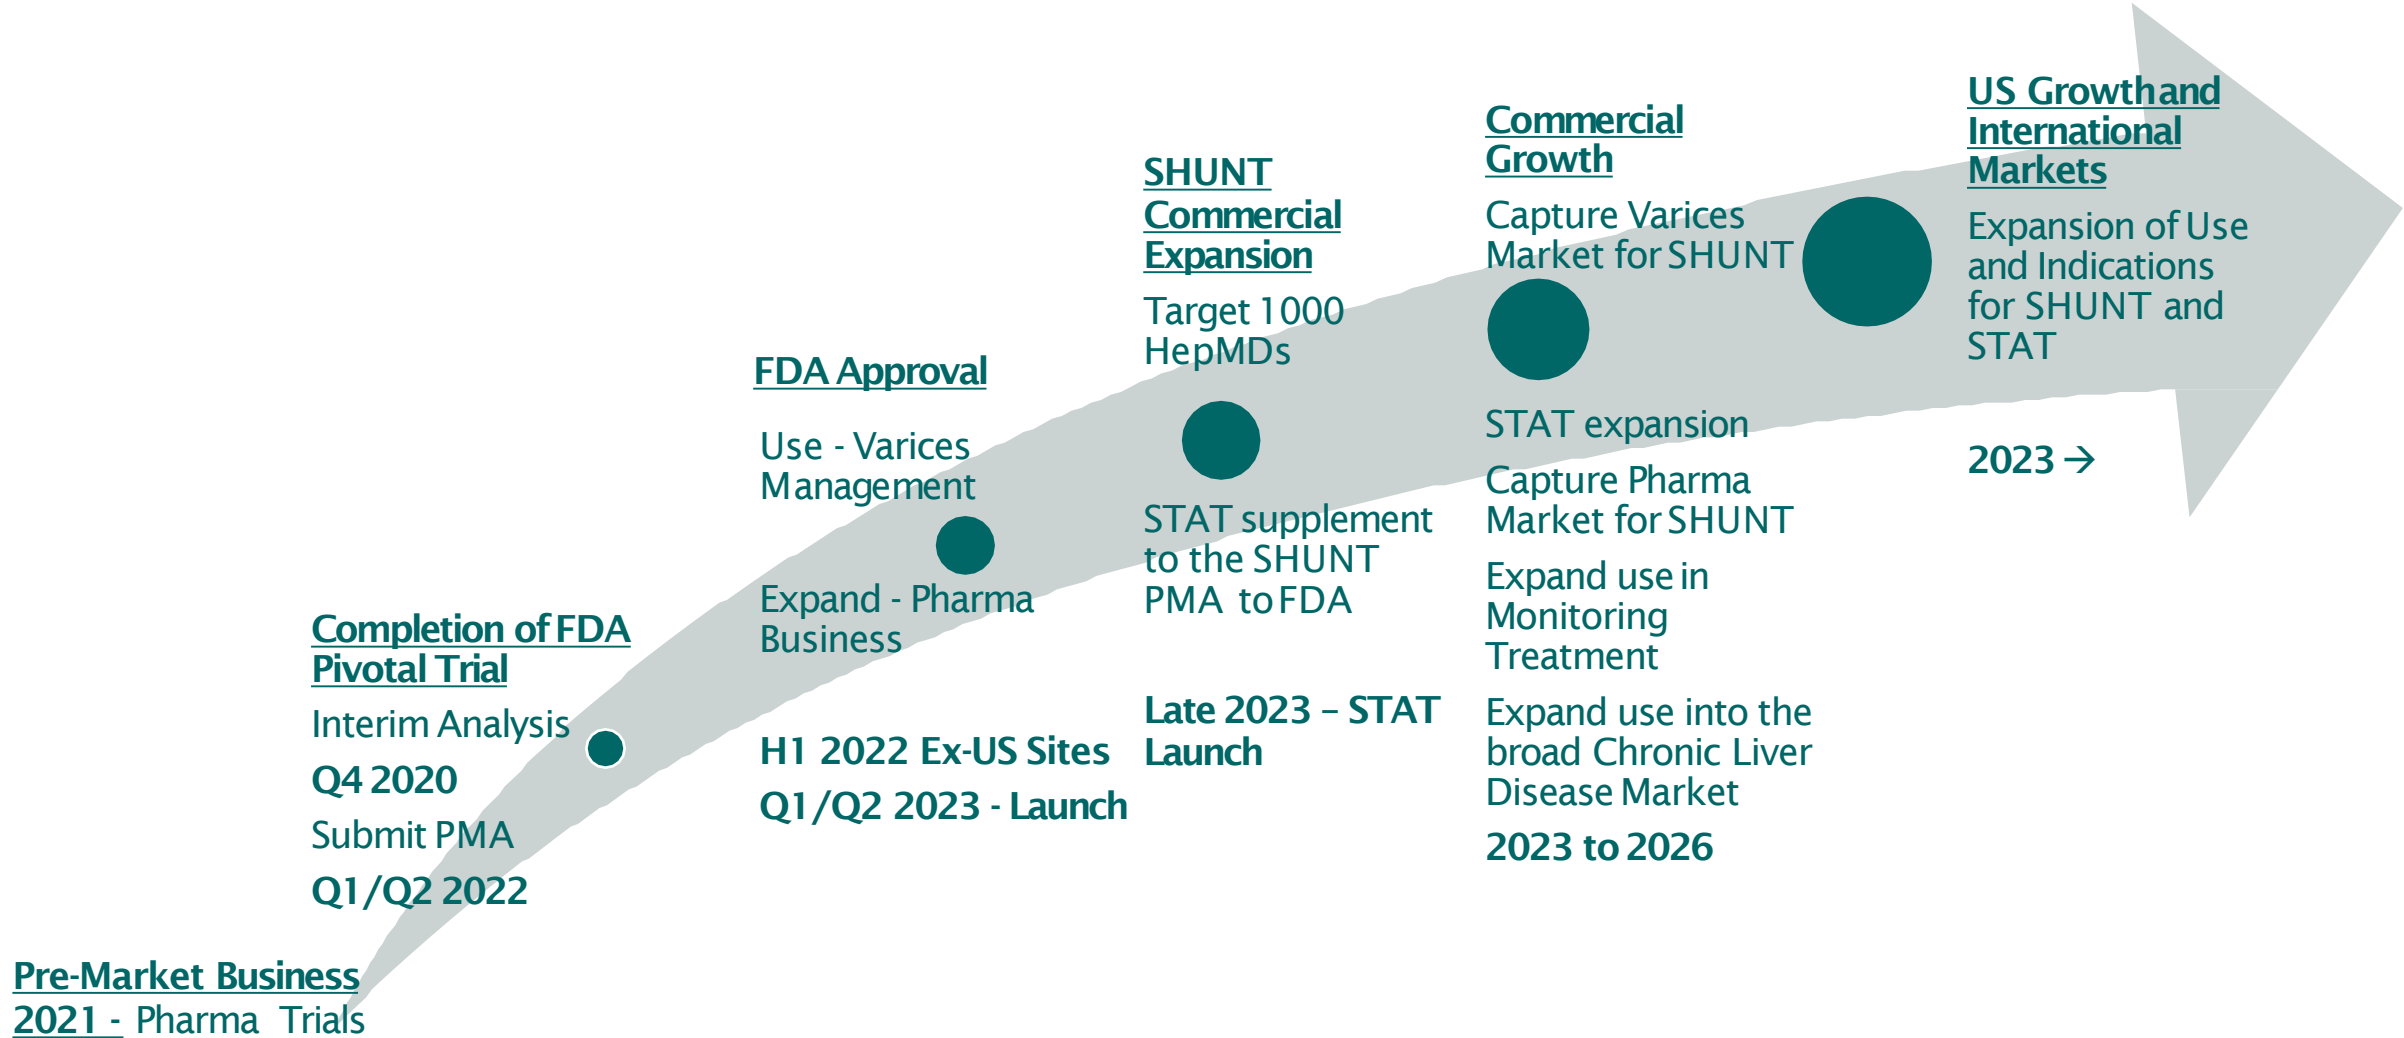 Pre-Market Business
2021 - Pharma Trials
Completion of FDA
Pivotal Trial
Interim Analysis
Q4 2020
Submit PMA
Q1/Q2 2022
FDA Approval
Use - Varices
Management
Expand - Pharma
Business
H1 2022 Ex-US Sites
Q1/Q2 2023 - Launch
SHUNT
Commercial
Expansion
Target 1000
HepMDs
STAT supplement
to the SHUNT
PMA to FDA
Late 2023 – STAT
Launch
Commercial
Growth
Capture Varices
Market for SHUNT
STAT expansion
Capture Pharma
Market for SHUNT
Expand use in
Monitoring
Treatment
Expand use into the
broad Chronic Liver
Disease Market
2023 to 2026
US Growth and
International
Markets
Expansion of Use
and Indications
for SHUNT and
STAT
2023 →